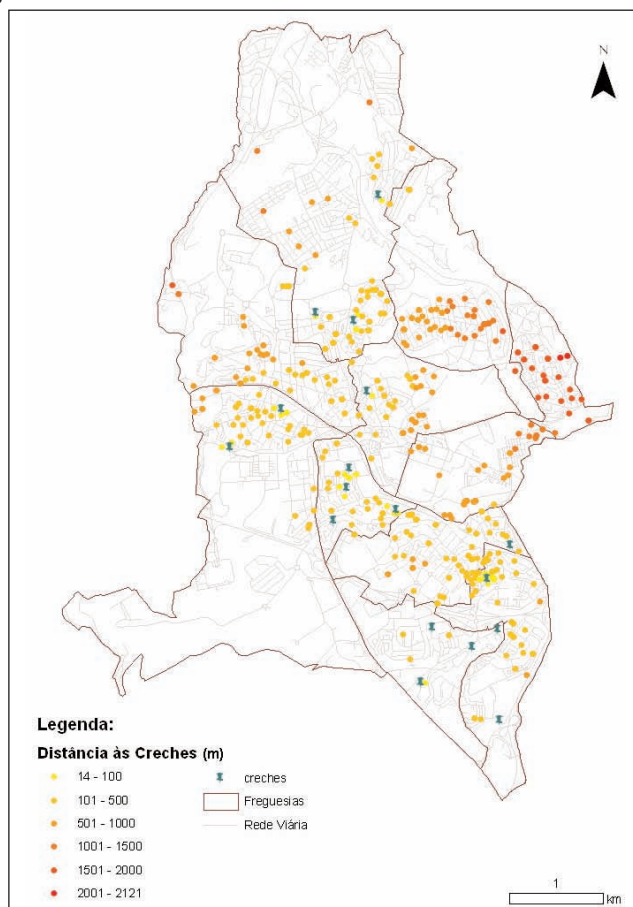 N
Legenda:
Distância às Creches (m)
14 - 100
101 - 500
501 - 1000
1001 - 1500
1501 - 2000
2001 - 2121
creches
Freguesias
Rede Viária
1
km